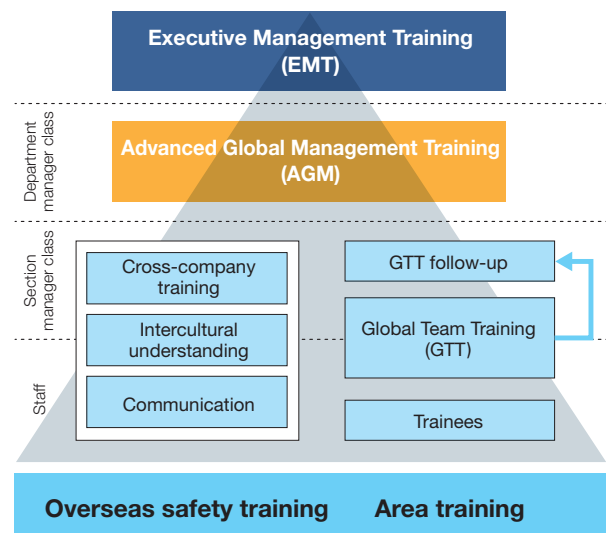 Executive Management Training
(EMT)
Department
manager class
Advanced Global Management Training
(AGM)
Section
manager class
Cross-company
training
GTT follow-up
Intercultural
understanding
Global Team Training
(GTT)
Staff
Communication
Trainees
Overseas safety training
Area training